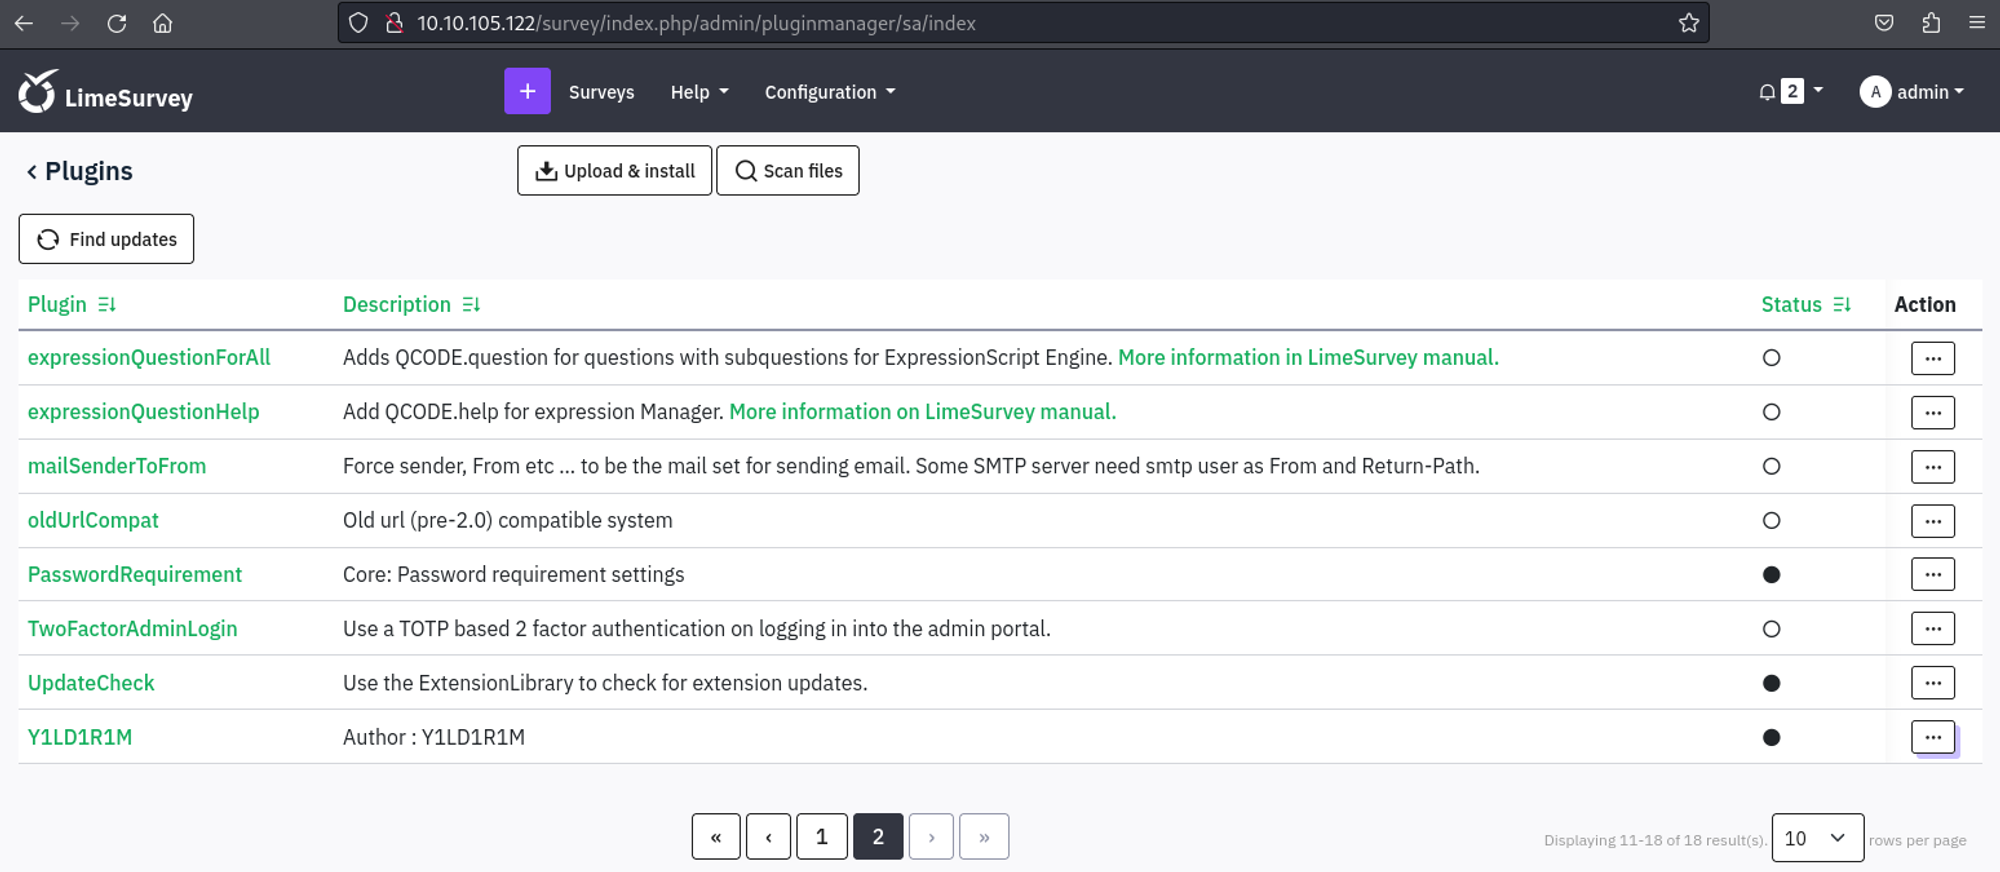 10.10.105.122/survey/index.php/admin/pluginmanager/sa/index
LimeSurvey + Surveys Help Configuration 2 A admin
Plugins Upload & install Scan files
Find updates
Plugin Description Status Action
expressionQuestionForAll Adds QCODE.question for questions with subquestions for ExpressionScript Engine. More information in LimeSurvey manual. ...
expressionQuestionHelp Add QCODE.help for expression Manager. More information on LimeSurvey manual. ...
mailSenderToFrom Force sender, From etc ... to be the mail set for sending email. Some SMTP server need smtp user as From and Return-Path. ...
oldUrlCompat Old url (pre-2.0) compatible system ...
PasswordRequirement Core: Password requirement settings ...
TwoFactorAdminLogin Use a TOTP based 2 factor authentication on logging in into the admin portal. ...
UpdateCheck Use the ExtensionLibrary to check for extension updates. ...
Y1LD1R1M Author : Y1LD1R1M ...
« ‹ 1 2 › » Displaying 11-18 of 18 result(s). 10 rows per page